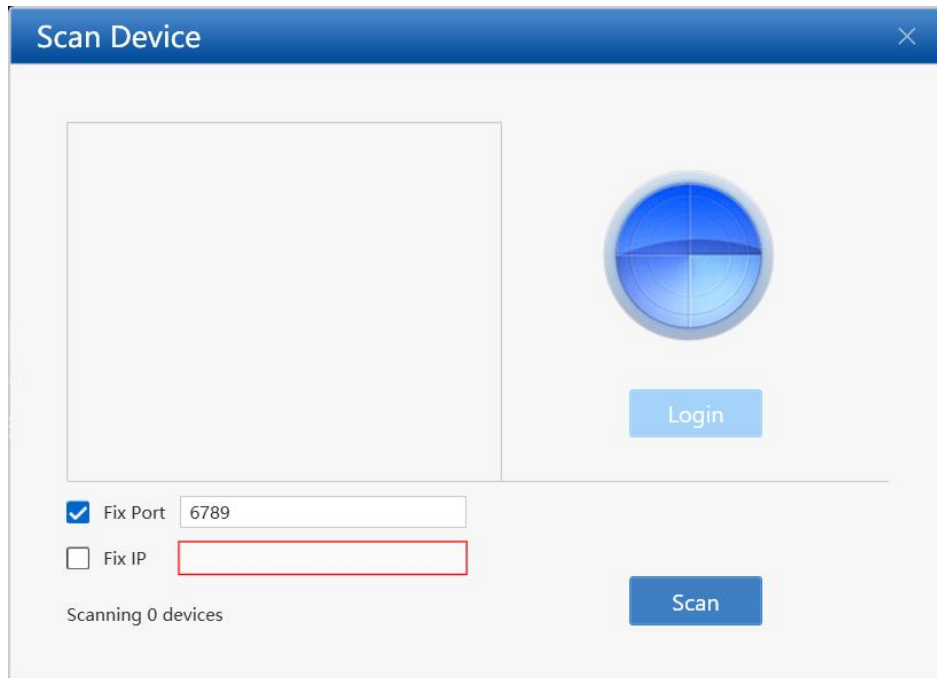 Scan Device
Login
Fix Port 6789
Fix IP
Scanning 0 devices
Scan